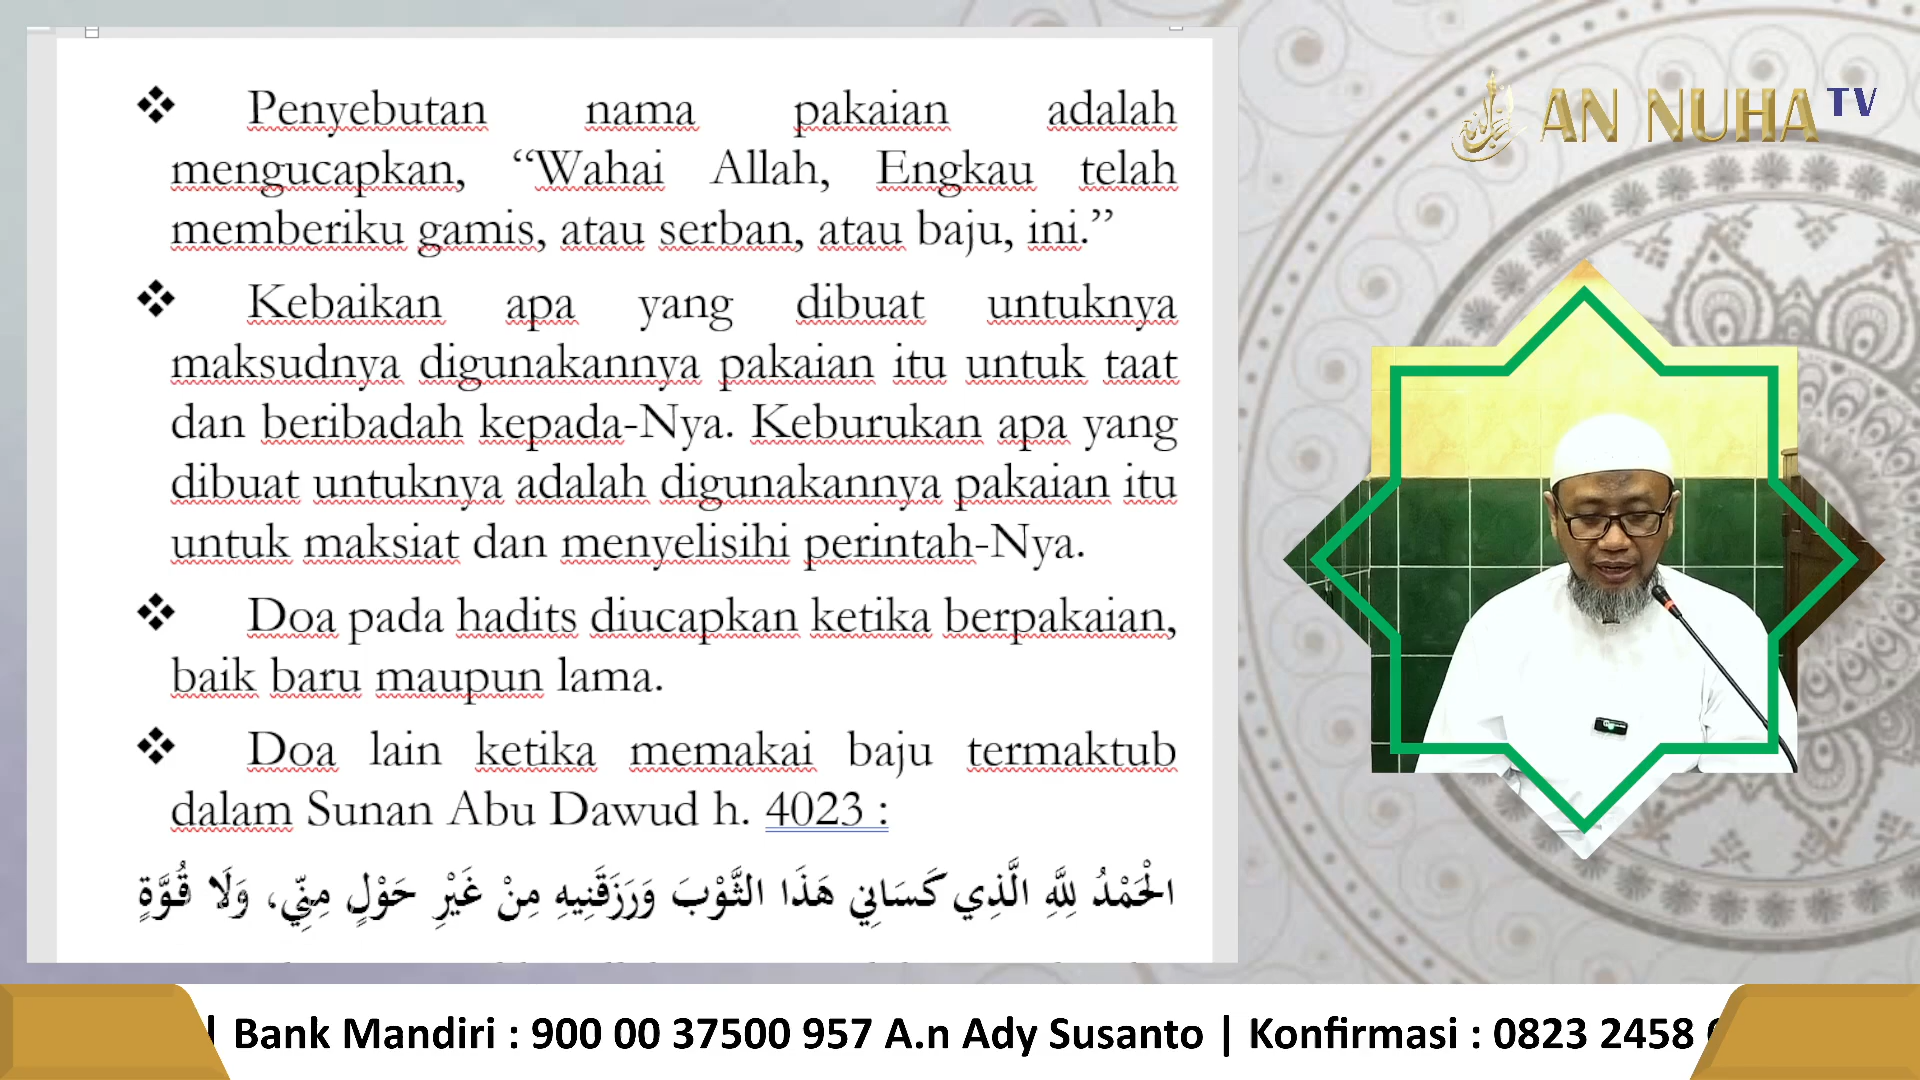 ❖ Penyebutan nama pakaian adalah
mengucapkan, “Wahai Allah, Engkau telah
memberiku gamis, atau serban, atau baju, ini.”
❖ Kebaikan apa yang dibuat untuknya
maksudnya digunakannya pakaian itu untuk taat
dan beribadah kepada-Nya. Keburukan apa yang
dibuat untuknya adalah digunakannya pakaian itu
untuk maksiat dan menyelisihi perintah-Nya.
❖ Doa pada hadits diucapkan ketika berpakaian,
baik baru maupun lama.
❖ Doa lain ketika memakai baju termaktub
dalam Sunan Abu Dawud h. 4023 :
الْحَمْدُ لِلَّهِ الَّذِي كَسَانِي هَذَا الثَّوْبَ وَرَزَقَنِيهِ مِنْ غَيْرِ حَوْلٍ مِنِّي، وَلَا قُوَّةٍ
AN NUHA TV
| Bank Mandiri : 900 00 37500 957 A.n Ady Susanto | Konfirmasi : 0823 2458